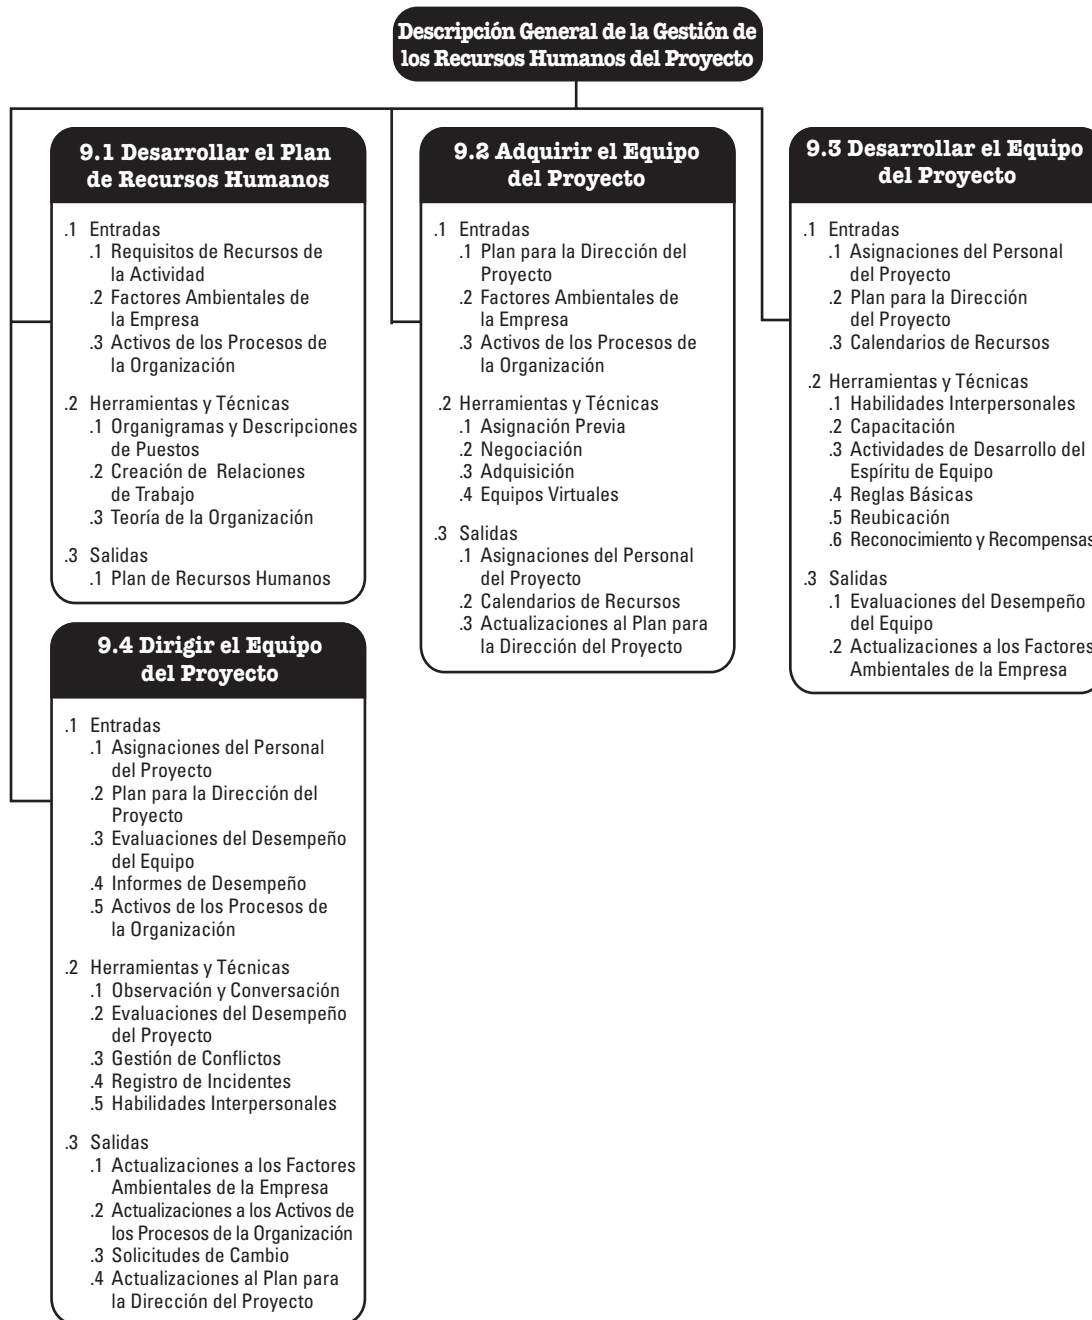 Descripción General de la Gestión de
los Recursos Humanos del Proyecto
9.1 Desarrollar el Plan
de Recursos Humanos
.1 Entradas
.1 Requisitos de Recursos de
la Actividad
.2 Factores Ambientales de
la Empresa
.3 Activos de los Procesos de
la Organización
.2 Herramientas y Técnicas
.1 Organigramas y Descripciones
de Puestos
.2 Creación de Relaciones
de Trabajo
.3 Teoría de la Organización
.3 Salidas
.1 Plan de Recursos Humanos
9.2 Adquirir el Equipo
del Proyecto
.1 Entradas
.1 Plan para la Dirección del
Proyecto
.2 Factores Ambientales de
la Empresa
.3 Activos de los Procesos de
la Organización
.2 Herramientas y Técnicas
.1 Asignación Previa
.2 Negociación
.3 Adquisición
.4 Equipos Virtuales
.3 Salidas
.1 Asignaciones del Personal
del Proyecto
.2 Calendarios de Recursos
.3 Actualizaciones al Plan para
la Dirección del Proyecto
9.3 Desarrollar el Equipo
del Proyecto
.1 Entradas
.1 Asignaciones del Personal
del Proyecto
.2 Plan para la Dirección
del Proyecto
.3 Calendarios de Recursos
.2 Herramientas y Técnicas
.1 Habilidades Interpersonales
.2 Capacitación
.3 Actividades de Desarrollo del
Espíritu de Equipo
.4 Reglas Básicas
.5 Reubicación
.6 Reconocimiento y Recompensas
.3 Salidas
.1 Evaluaciones del Desempeño
del Equipo
.2 Actualizaciones a los Factores
Ambientales de la Empresa
9.4 Dirigir el Equipo
del Proyecto
.1 Entradas
.1 Asignaciones del Personal
del Proyecto
.2 Plan para la Dirección del
Proyecto
.3 Evaluaciones del Desempeño
del Equipo
.4 Informes de Desempeño
.5 Activos de los Procesos de
la Organización
.2 Herramientas y Técnicas
.1 Observación y Conversación
.2 Evaluaciones del Desempeño
del Proyecto
.3 Gestión de Conflictos
.4 Registro de Incidentes
.5 Habilidades Interpersonales
.3 Salidas
.1 Actualizaciones a los Factores
Ambientales de la Empresa
.2 Actualizaciones a los Activos de
los Procesos de la Organización
.3 Solicitudes de Cambio
.4 Actualizaciones al Plan para
la Dirección del Proyecto